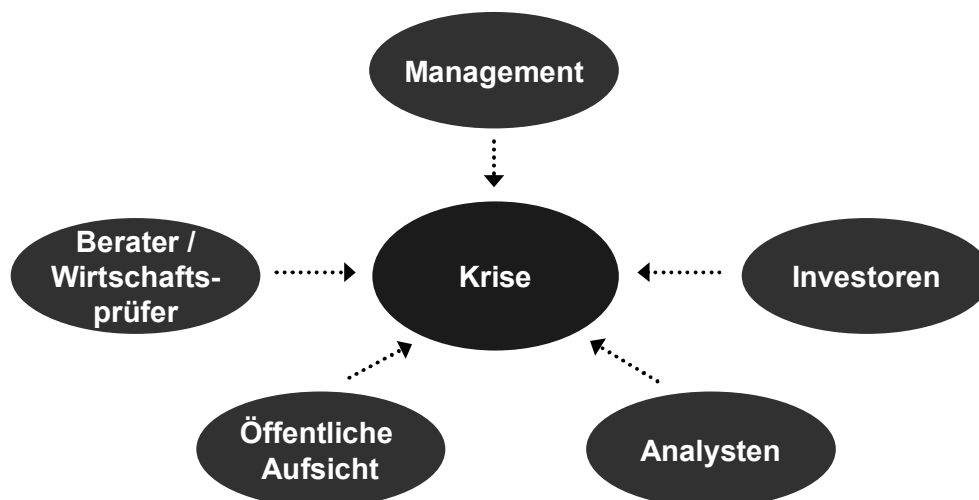 Management
Berater /
Wirtschafts-
prüfer
Krise
Investoren
Öffentliche
Aufsicht
Analysten